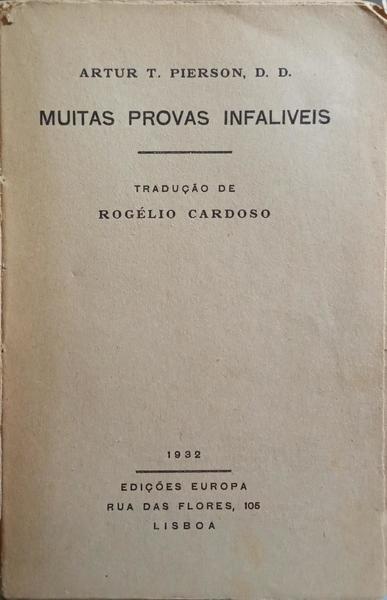 ARTUR T. PIERSON, D. D.
MUITAS PROVAS INFALIVEIS
TRADUÇÃO DE
ROGÉLIO CARDOSO
1932
EDIÇÕES EUROPA
RUA DAS FLORES, 105
LISBOA